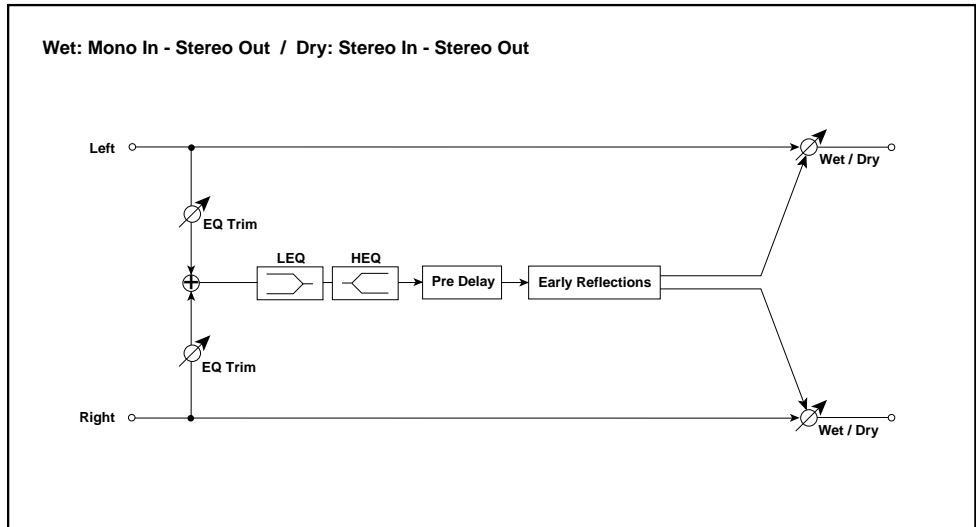 Wet: Mono In - Stereo Out / Dry: Stereo In - Stereo Out
Left
Wet / Dry
EQ Trim
LEQ
HEQ
Pre Delay
Early Reflections
EQ Trim
Right
Wet / Dry